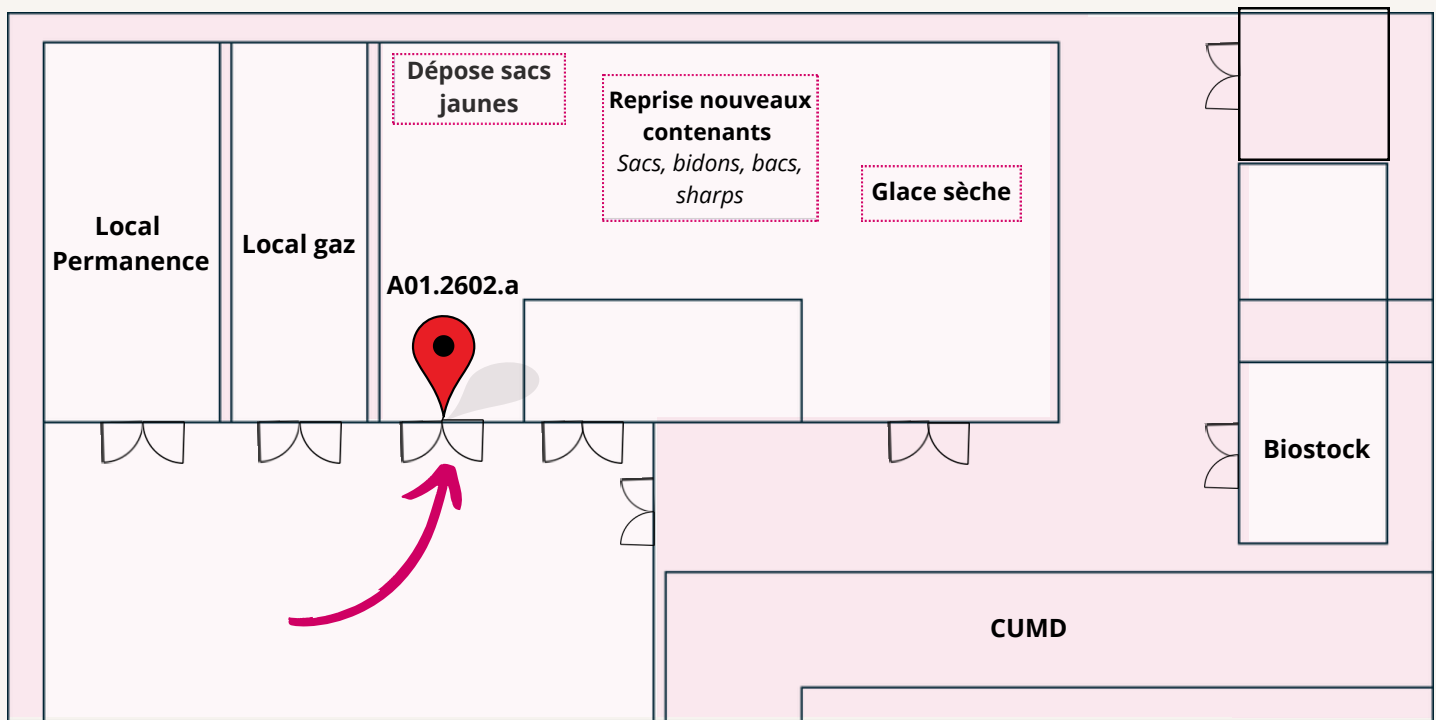 Dépose sacs
jaunes
Reprise nouveaux
contenants
Sacs, bidons, bacs,
sharps
Glace sèche
Local
Permanence
Local gaz
A01.2602.a
Biostock
CUMD